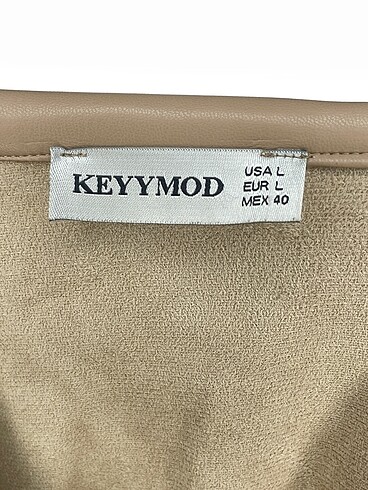 KEYYMOD
USA L
EUR L
MEX 40